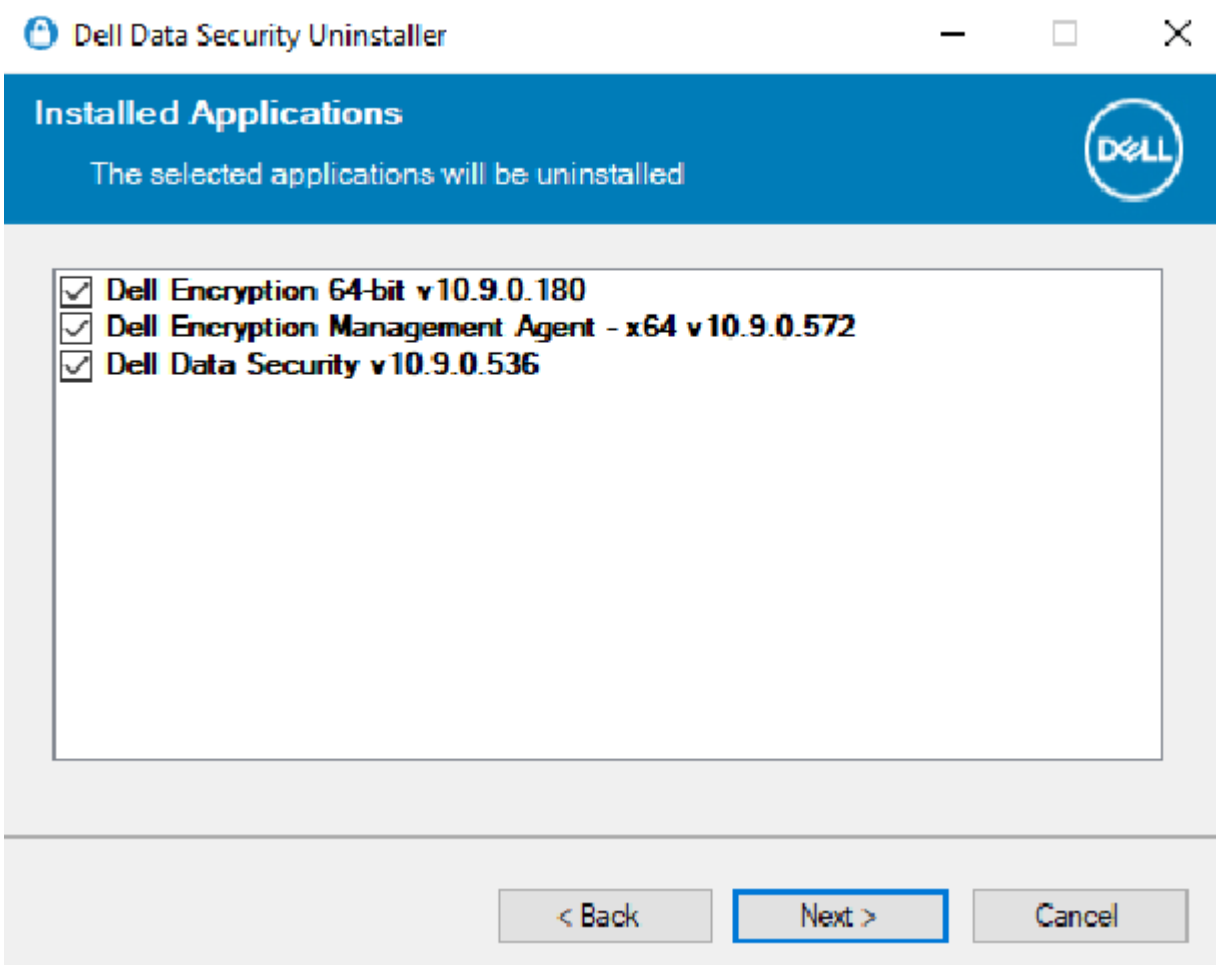 Dell Data Security Uninstaller
Installed Applications
The selected applications will be uninstalled
DELL
Dell Encryption 64-bit v10.9.0.180
Dell Encryption Management Agent - x64 v10.9.0.572
Dell Data Security v10.9.0.536
< Back
Next >
Cancel